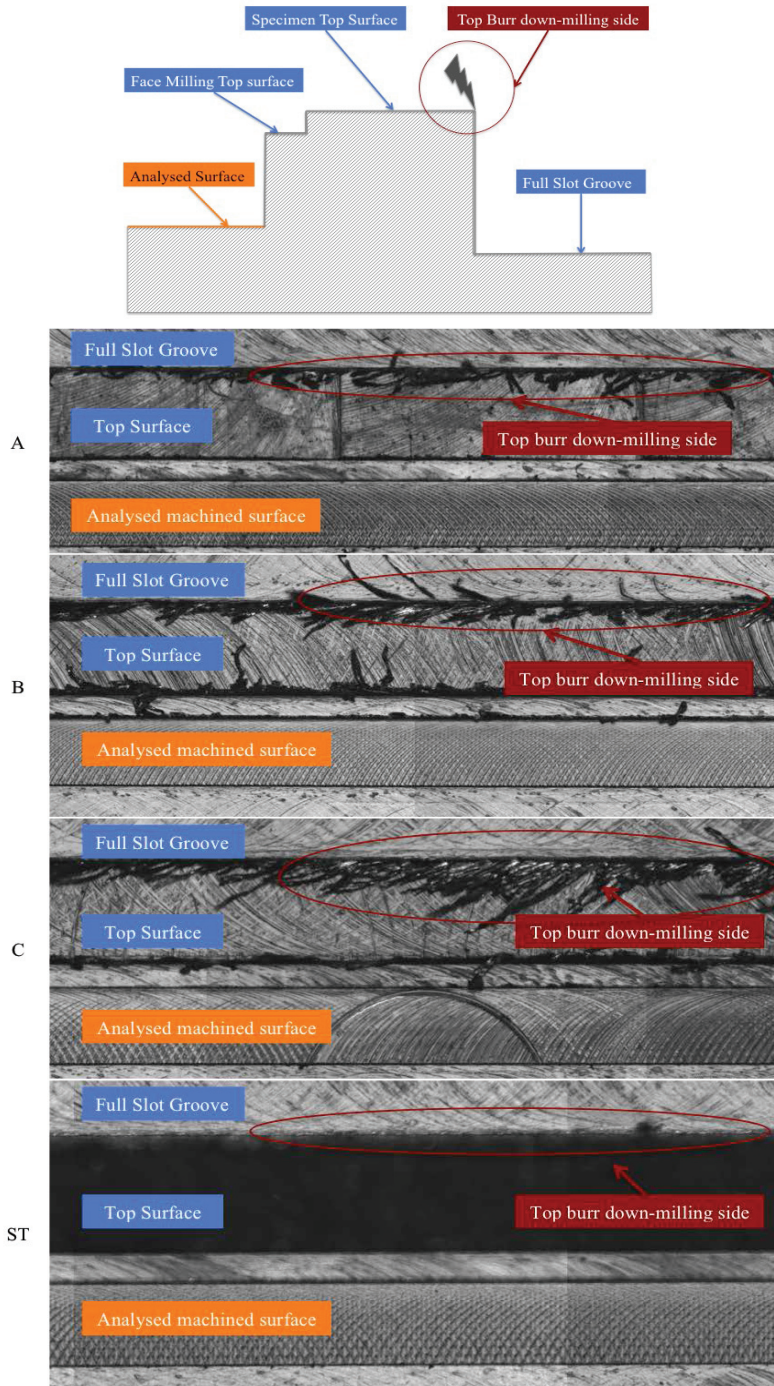 Specimen Top Surface
Top Burr down-milling side
Face Milling Top surface
Analysed Surface
Full Slot Groove
Full Slot Groove
Top Surface
Top burr down-milling side
A
Analysed machined surface
Full Slot Groove
Top Surface
Top burr down-milling side
B
Analysed machined surface
Full Slot Groove
Top Surface
Top burr down-milling side
C
Analysed machined surface
Full Slot Groove
Top Surface
Top burr down-milling side
ST
Analysed machined surface